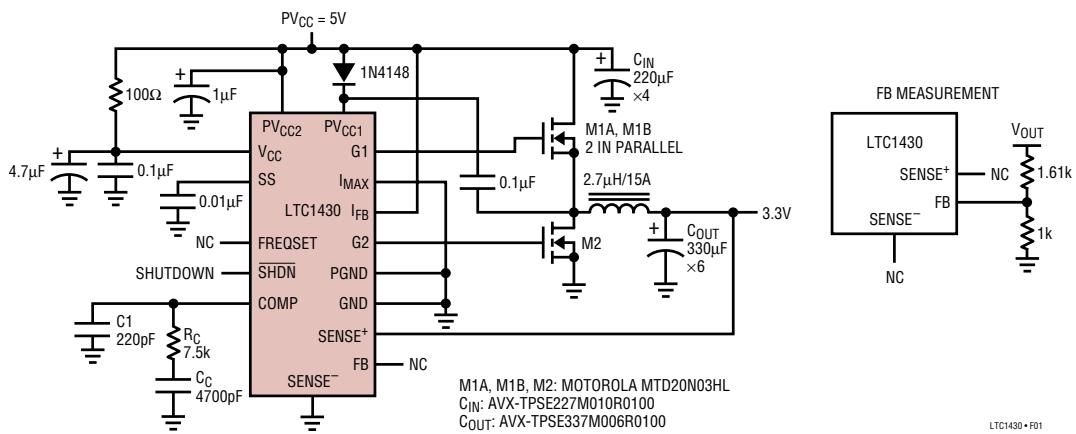 PVCC = 5V
100Ω
+
1µF
1N4148
+
CIN
220µF
×4
4.7µF
+
0.1µF
PVCC2
PVCC1
VCC
G1
M1A, M1B
2 IN PARALLEL
SS
IMAX
0.01µF
0.1µF
2.7µH/15A
LTC1430
IFB
3.3V
NC
FREQSET
G2
M2
+
COUT
330µF
×6
SHUTDOWN
SHDN
PGND
COMP
GND
C1
220pF
RC
7.5k
SENSE+
CC
4700pF
FB
NC
SENSE–
M1A, M1B, M2: MOTOROLA MTD20N03HL
CIN: AVX-TPSE227M010R0100
COUT: AVX-TPSE337M006R0100
FB MEASUREMENT
LTC1430
VOUT
SENSE+
NC
1.61k
FB
SENSE–
1k
NC
LTC1430 • F01